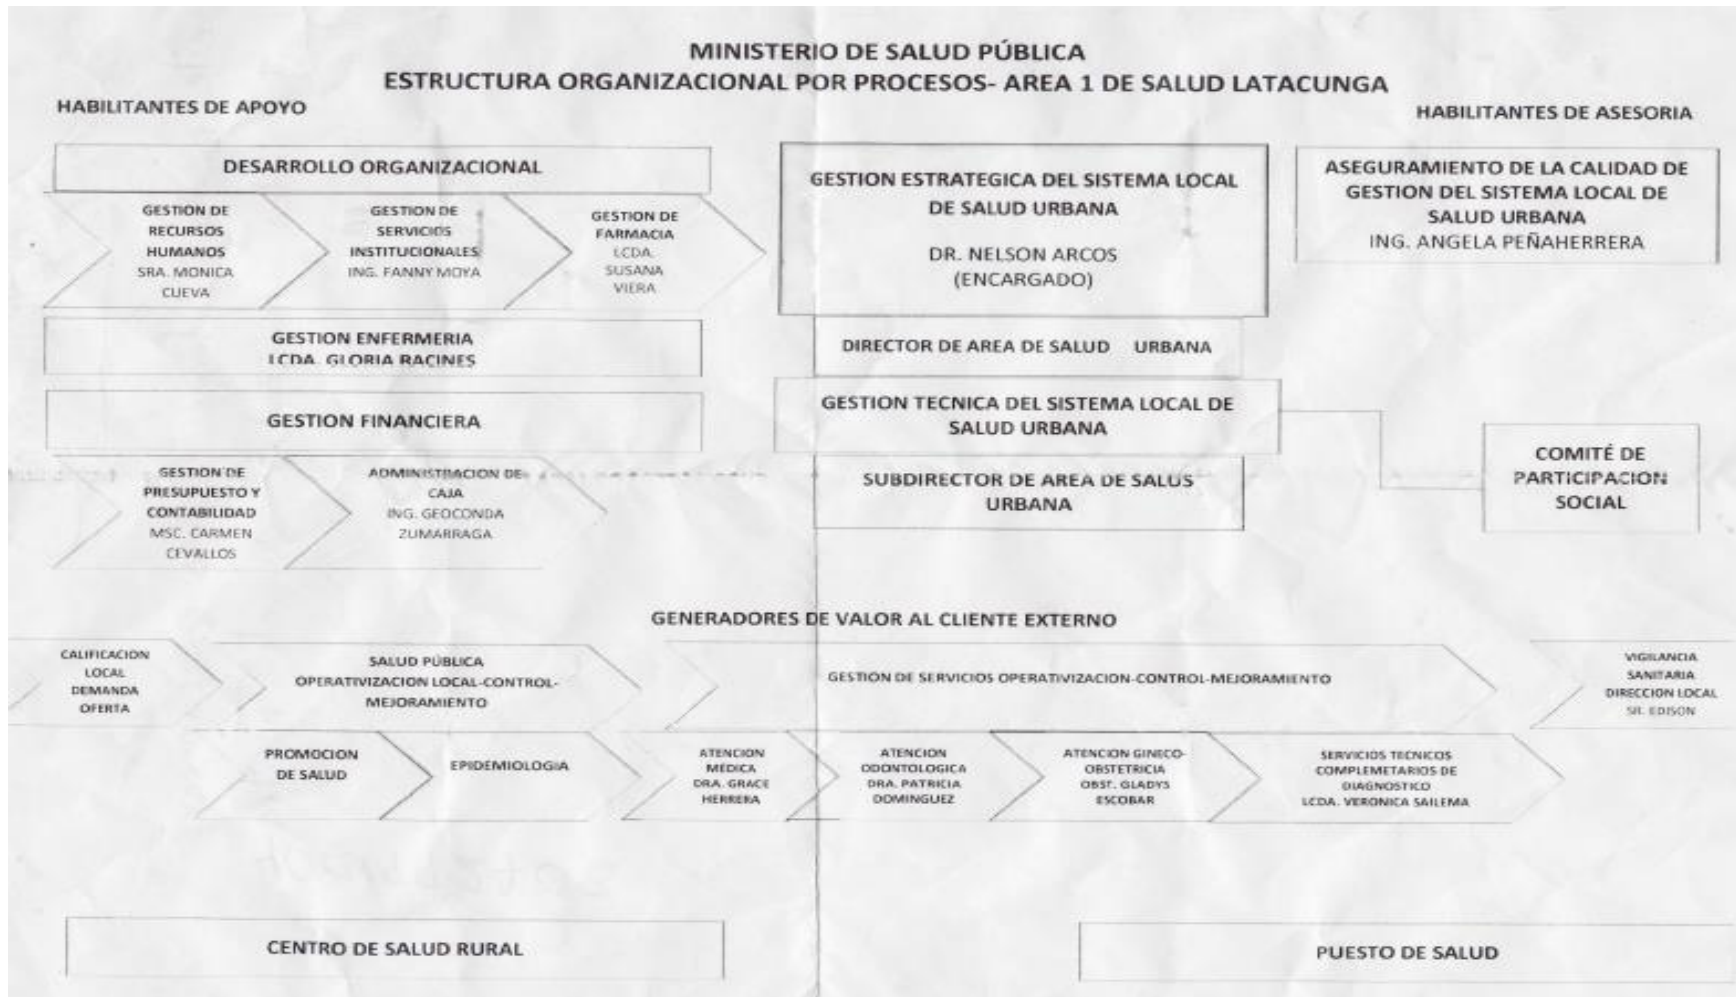 MINISTERIO DE SALUD PÚBLICA
ESTRUCTURA ORGANIZACIONAL POR PROCESOS- AREA 1 DE SALUD LATACUNGA
HABILITANTES DE APOYO
HABILITANTES DE ASESORIA
DESARROLLO ORGANIZACIONAL
GESTION DE
RECURSOS
HUMANOS
SRA. MONICA
CUEVA
GESTION DE
SERVICIOS
INSTITUCIONALES
ING. FANNY MOYA
GESTION DE
FARMACIA
LCDA.
SUSANA
VIERA
GESTION ENFERMERIA
LCDA. GLORIA RACINES
GESTION FINANCIERA
GESTION DE
PRESUPUESTO Y
CONTABILIDAD
MSC. CARMEN
CEVALLOS
ADMINISTRACION DE
CAJA
ING. GEOCONDA
ZUMARRAGA
GESTION ESTRATEGICA DEL SISTEMA LOCAL
DE SALUD URBANA
DR. NELSON ARCOS
(ENCARGADO)
DIRECTOR DE AREA DE SALUD URBANA
GESTION TECNICA DEL SISTEMA LOCAL DE
SALUD URBANA
SUBDIRECTOR DE AREA DE SALUS
URBANA
ASEGURAMIENTO DE LA CALIDAD DE
GESTION DEL SISTEMA LOCAL DE
SALUD URBANA
ING. ANGELA PEÑAHERRERA
COMITÉ DE
PARTICIPACION
SOCIAL
GENERADORES DE VALOR AL CLIENTE EXTERNO
CALIFICACION
LOCAL
DEMANDA
OFERTA
SALUD PÚBLICA
OPERATIVIZACION LOCAL-CONTROL-
MEJORAMIENTO
GESTION DE SERVICIOS OPERATIVIZACION-CONTROL-MEJORAMIENTO
VIGILANCIA
SANITARIA
DIRECCION LOCAL
SR. EDISON
PROMOCION
DE SALUD
EPIDEMIOLOGIA
ATENCION
MEDICA
DRA. GRACE
HERRERA
ATENCION
ODONTOLOGICA
DRA. PATRICIA
DOMINGUEZ
ATENCION GINECO-
OBSTETRICIA
OBST. GLADYS
ESCOBAR
SERVICIOS TECNICOS
COMPLEMETARIOS DE
DIAGNOSTICO
LCDA. VERONICA SAILEMA
CENTRO DE SALUD RURAL
PUESTO DE SALUD